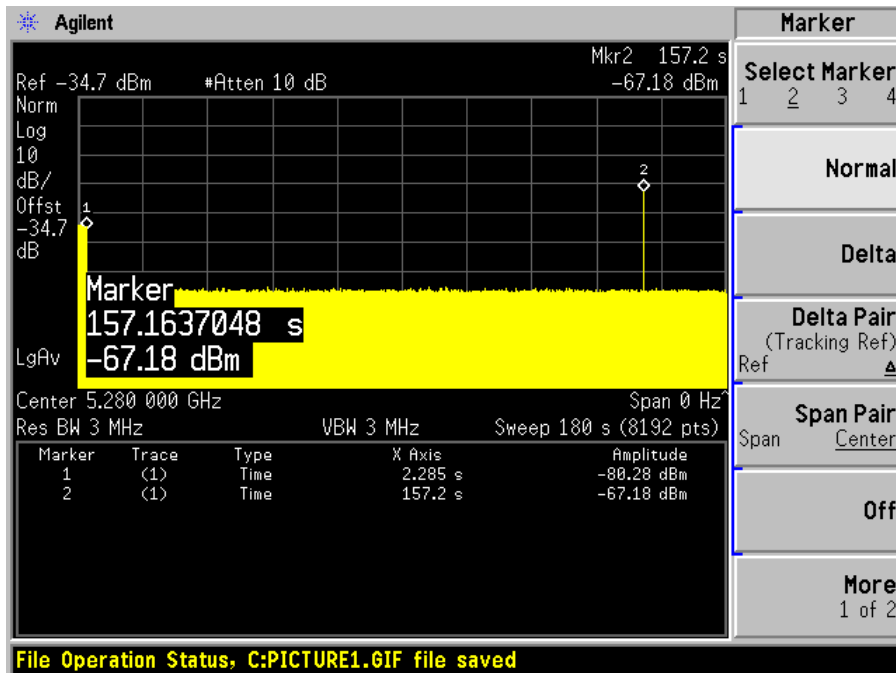 Agilent
Marker
Mkr2 157.2 s
Ref -34.7 dBm #Atten 10 dB -67.18 dBm
Norm
Log
10
dB/
Offst
-34.7
dB
LgAv
1
2
Marker
157.1637048 s
-67.18 dBm
Center 5.280 000 GHz Span 0 Hz^
Res BW 3 MHz VBW 3 MHz Sweep 180 s (8192 pts)
Marker Trace Type X Axis Amplitude
1 (1) Time 2.285 s -80.28 dBm
2 (1) Time 157.2 s -67.18 dBm
Select Marker
1 2 3 4
Normal
Delta
Delta Pair
(Tracking Ref)
Ref Δ
Span Pair
Span Center
Off
More
1 of 2
File Operation Status, C:PICTURE1.GIF file saved